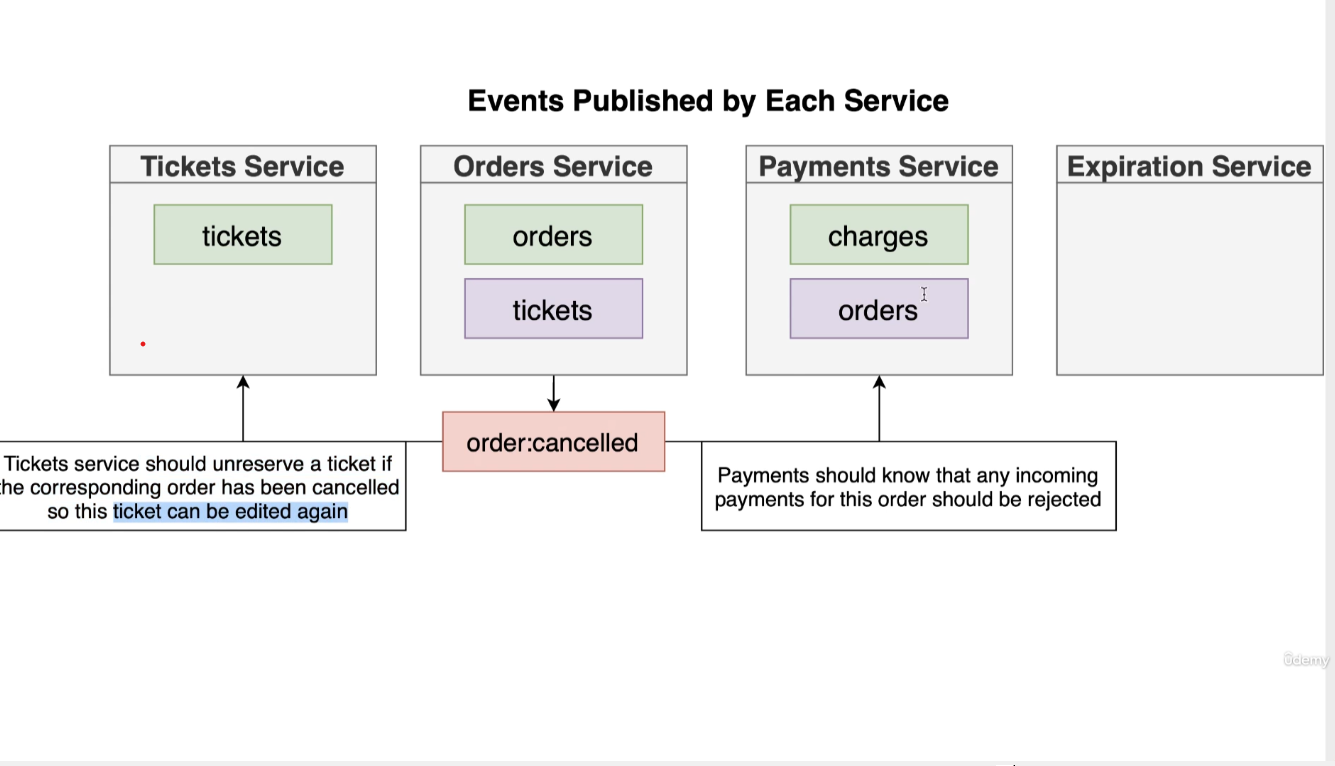 Events Published by Each Service
Tickets Service
tickets
Orders Service
orders
tickets
Payments Service
charges
orders
Expiration Service
order:cancelled
Tickets service should unreserve a ticket if
the corresponding order has been cancelled
so this ticket can be edited again
Payments should know that any incoming
payments for this order should be rejected
ûdemy